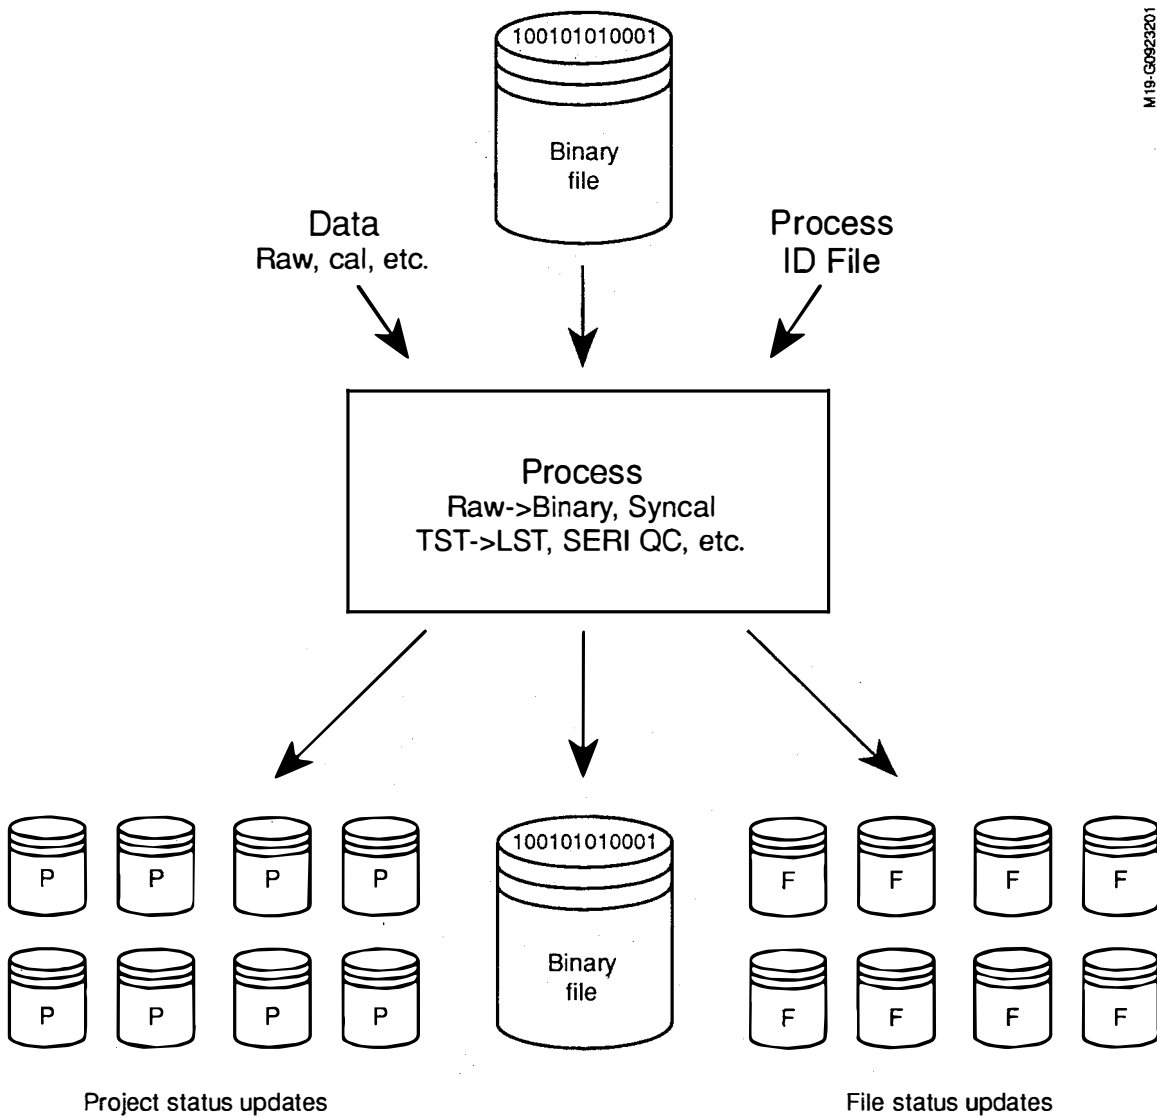 M19-G0923201
100101010001
Binary
file
Data
Raw, cal, etc.
Process
ID File
Process
Raw->Binary, Syncal
TST->LST, SERI QC, etc.
100101010001
Binary
file
P P P P
F F F F
P P P P
F F F F
Project status updates
File status updates